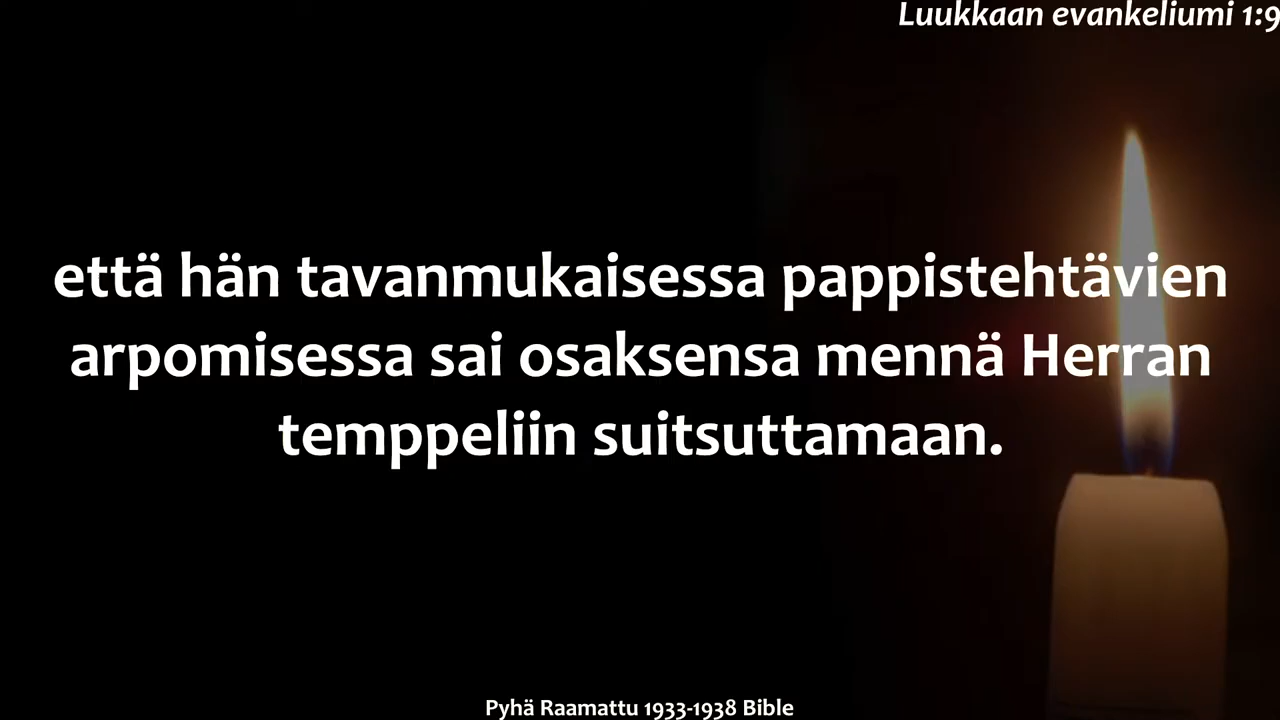 Luukkaan evankeliumi 1:9
että hän tavanmukaisessa pappistehtävien
arpomisessa sai osaksensa mennä Herran
temppeliin suitsuttamaan.
Pyhä Raamattu 1933-1938 Bible